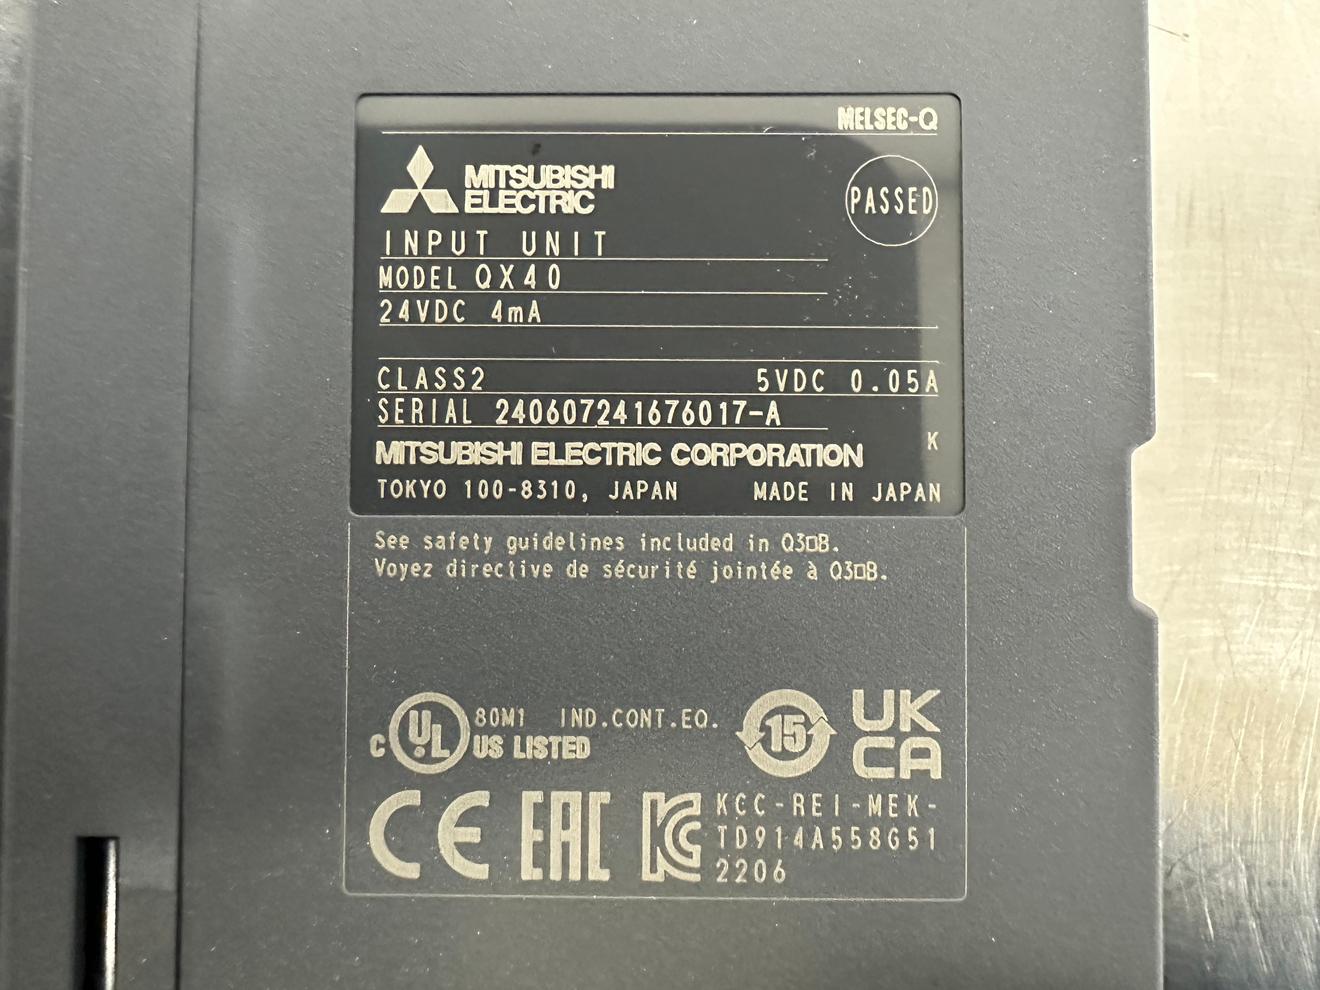 MELSEC-Q
MITSUBISHI
ELECTRIC
PASSED
INPUT UNIT
MODEL QX40
24VDC 4mA
CLASS2 5VDC 0.05A
SERIAL 240607241676017-A
K
MITSUBISHI ELECTRIC CORPORATION
TOKYO 100-8310, JAPAN MADE IN JAPAN
See safety guidelines included in Q3□B.
Voyez directive de sécurité jointée à Q3□B.
C UL 80M1 IND.CONT.EQ.
US LISTED
15
UK
CA
CE EAC KC KCC-REI-MEK-
TD914A558G51
2206